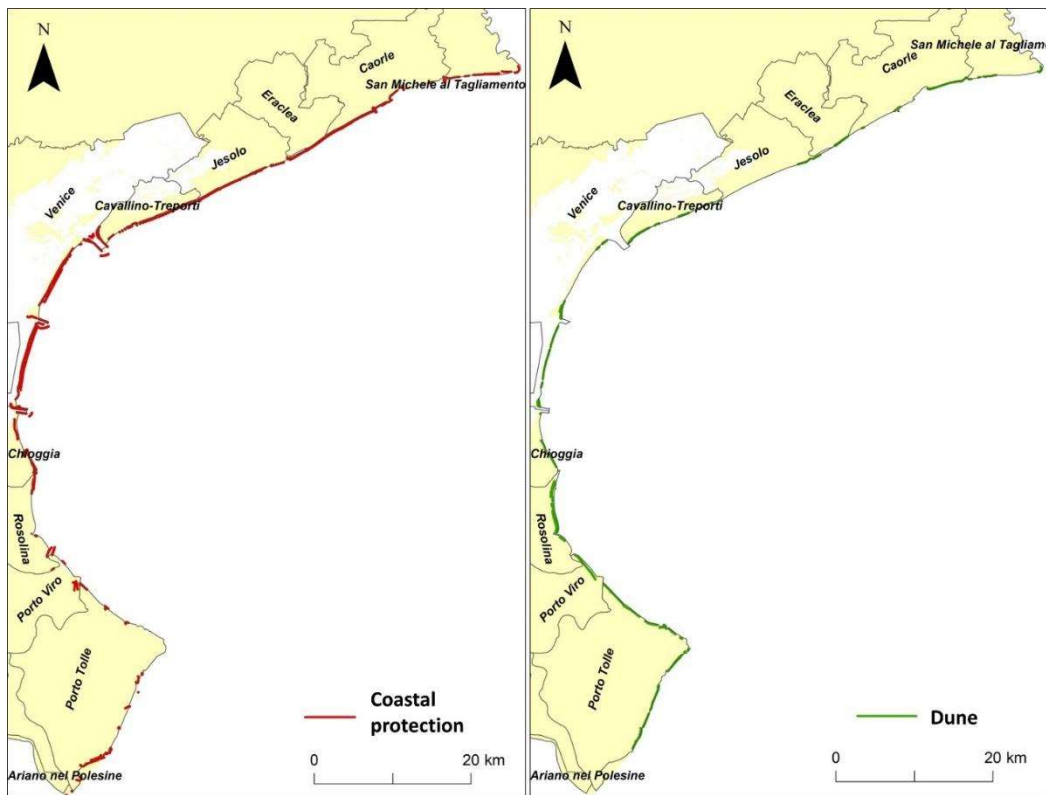 N
San Michele al Tagliamento
Caorle
Eraclea
Jesolo
Cavallino-Treporti
Venice
Chioggia
Rosolina
Porto Viro
Porto Tolle
Ariano nel Polesine
Coastal
protection
0 20 km
N
San Michele al Tagliame
Caorle
Eraclea
Jesolo
Cavallino-Treporti
Venice
Chioggia
Rosolina
Porto Viro
Porto Tolle
Ariano nel Polesine
Dune
0 20 km